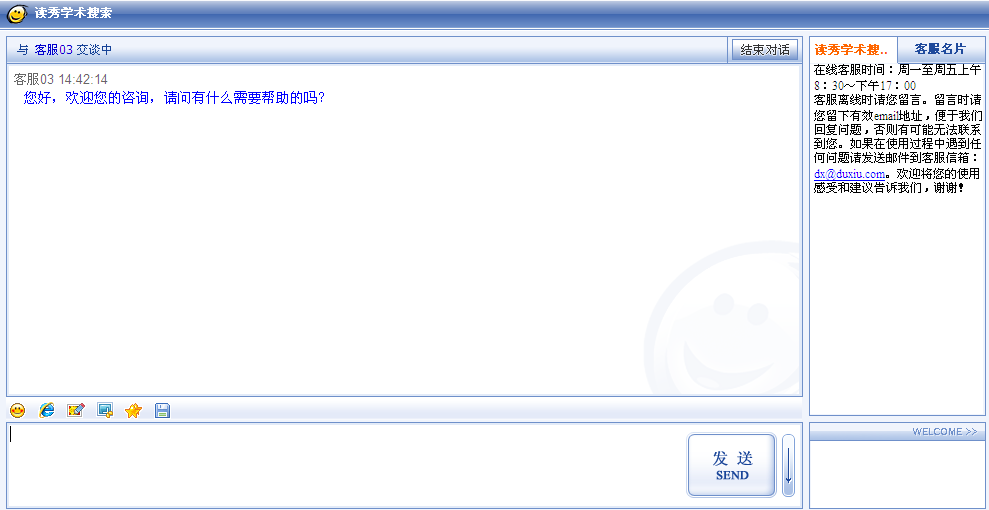 读秀学术搜索
与 客服03 交谈中
结束对话
客服03 14:42:14
您好，欢迎您的咨询，请问有什么需要帮助的吗?
发 送
SEND
读秀学术搜..
客服名片
在线客服时间：周一至周五上午
8：30～下午17：00
客服离线时请您留言。留言时请
您留下有效email地址，便于我们
回复问题，否则有可能无法联系
到您。如果在使用过程中遇到任
何问题请发送邮件到客服信箱：
dx@duxiu.com。欢迎将您的使用
感受和建议告诉我们，谢谢！
WELCOME >>